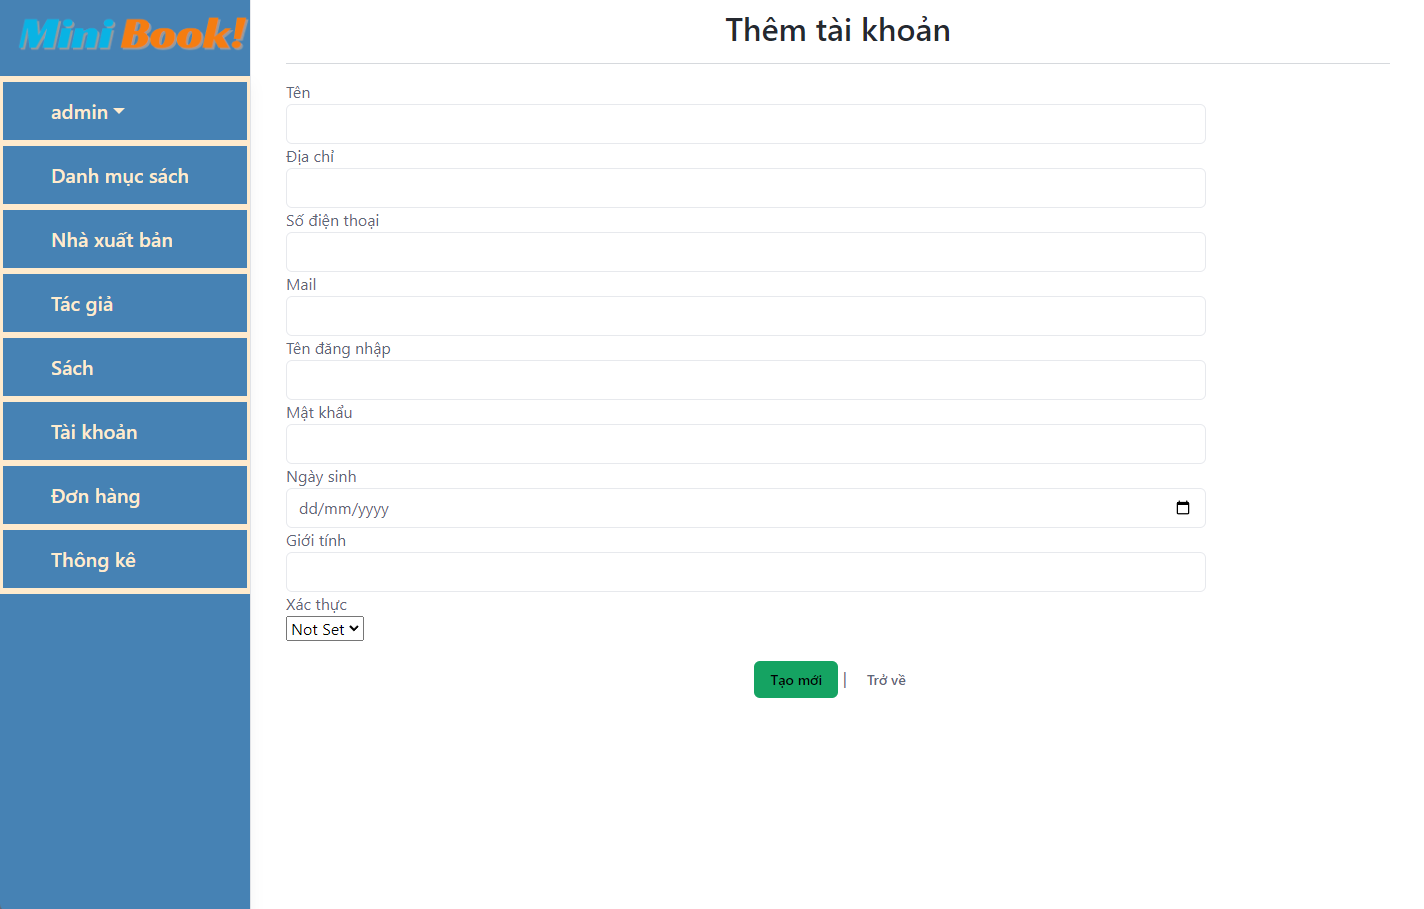 Mini Book!
admin
Danh mục sách
Nhà xuất bản
Tác giả
Sách
Tài khoản
Đơn hàng
Thông kê
Thêm tài khoản
Tên
Địa chỉ
Số điện thoại
Mail
Tên đăng nhập
Mật khẩu
Ngày sinh
dd/mm/yyyy
Giới tính
Xác thực
Not Set
Tạo mới | Trở về